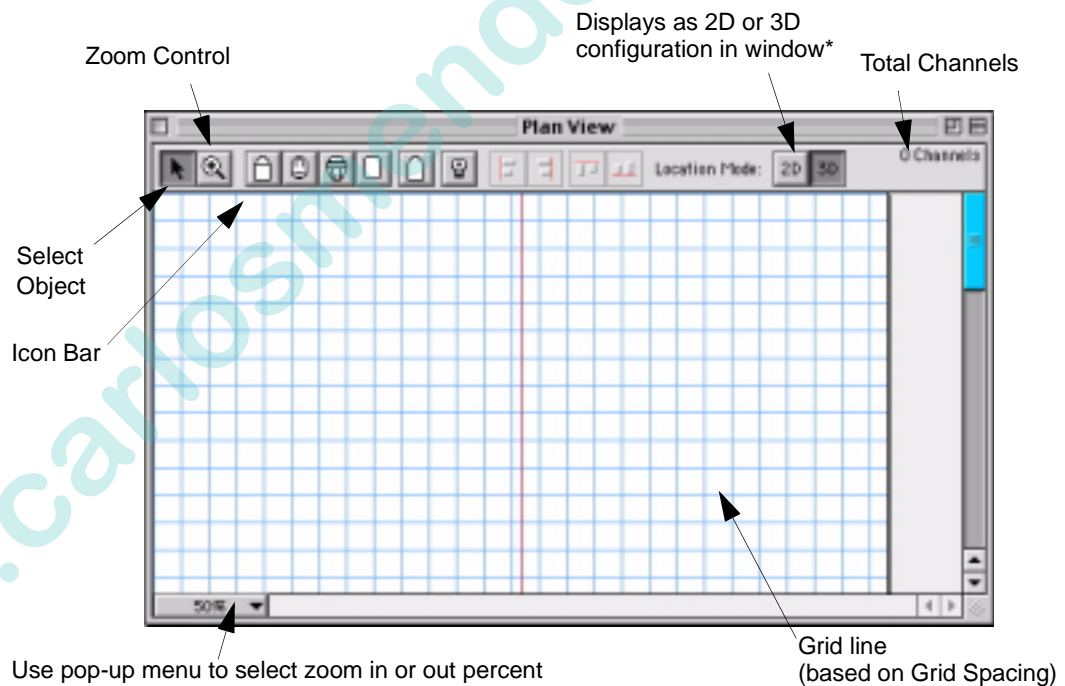 Displays as 2D or 3D
configuration in window*
Zoom Control
Total Channels
Plan View
Location Mode:
2D
3D
0 Channels
Select
Object
Icon Bar
50%
Grid line
(based on Grid Spacing)
Use pop-up menu to select zoom in or out percent
.carlosmend